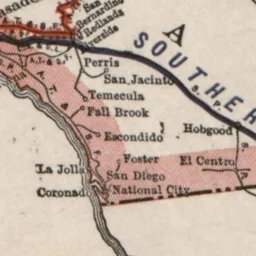 San
Bernardino
Redlands
Riverside
A
SOUTHER
Perris
San Jacinto
S. P.
Temecula
Fall Brook
Hobgood
Escondido
Foster
El Centro
La Jolla
San Diego
Coronado
National City